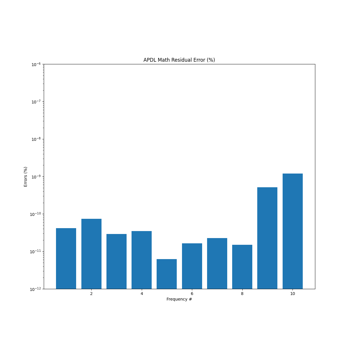 APDL Math Residual Error (%)
10⁻⁶
10⁻⁷
10⁻⁸
10⁻⁹
10⁻¹⁰
10⁻¹¹
10⁻¹²
Errors (%)
2 4 6 8 10
Frequency #